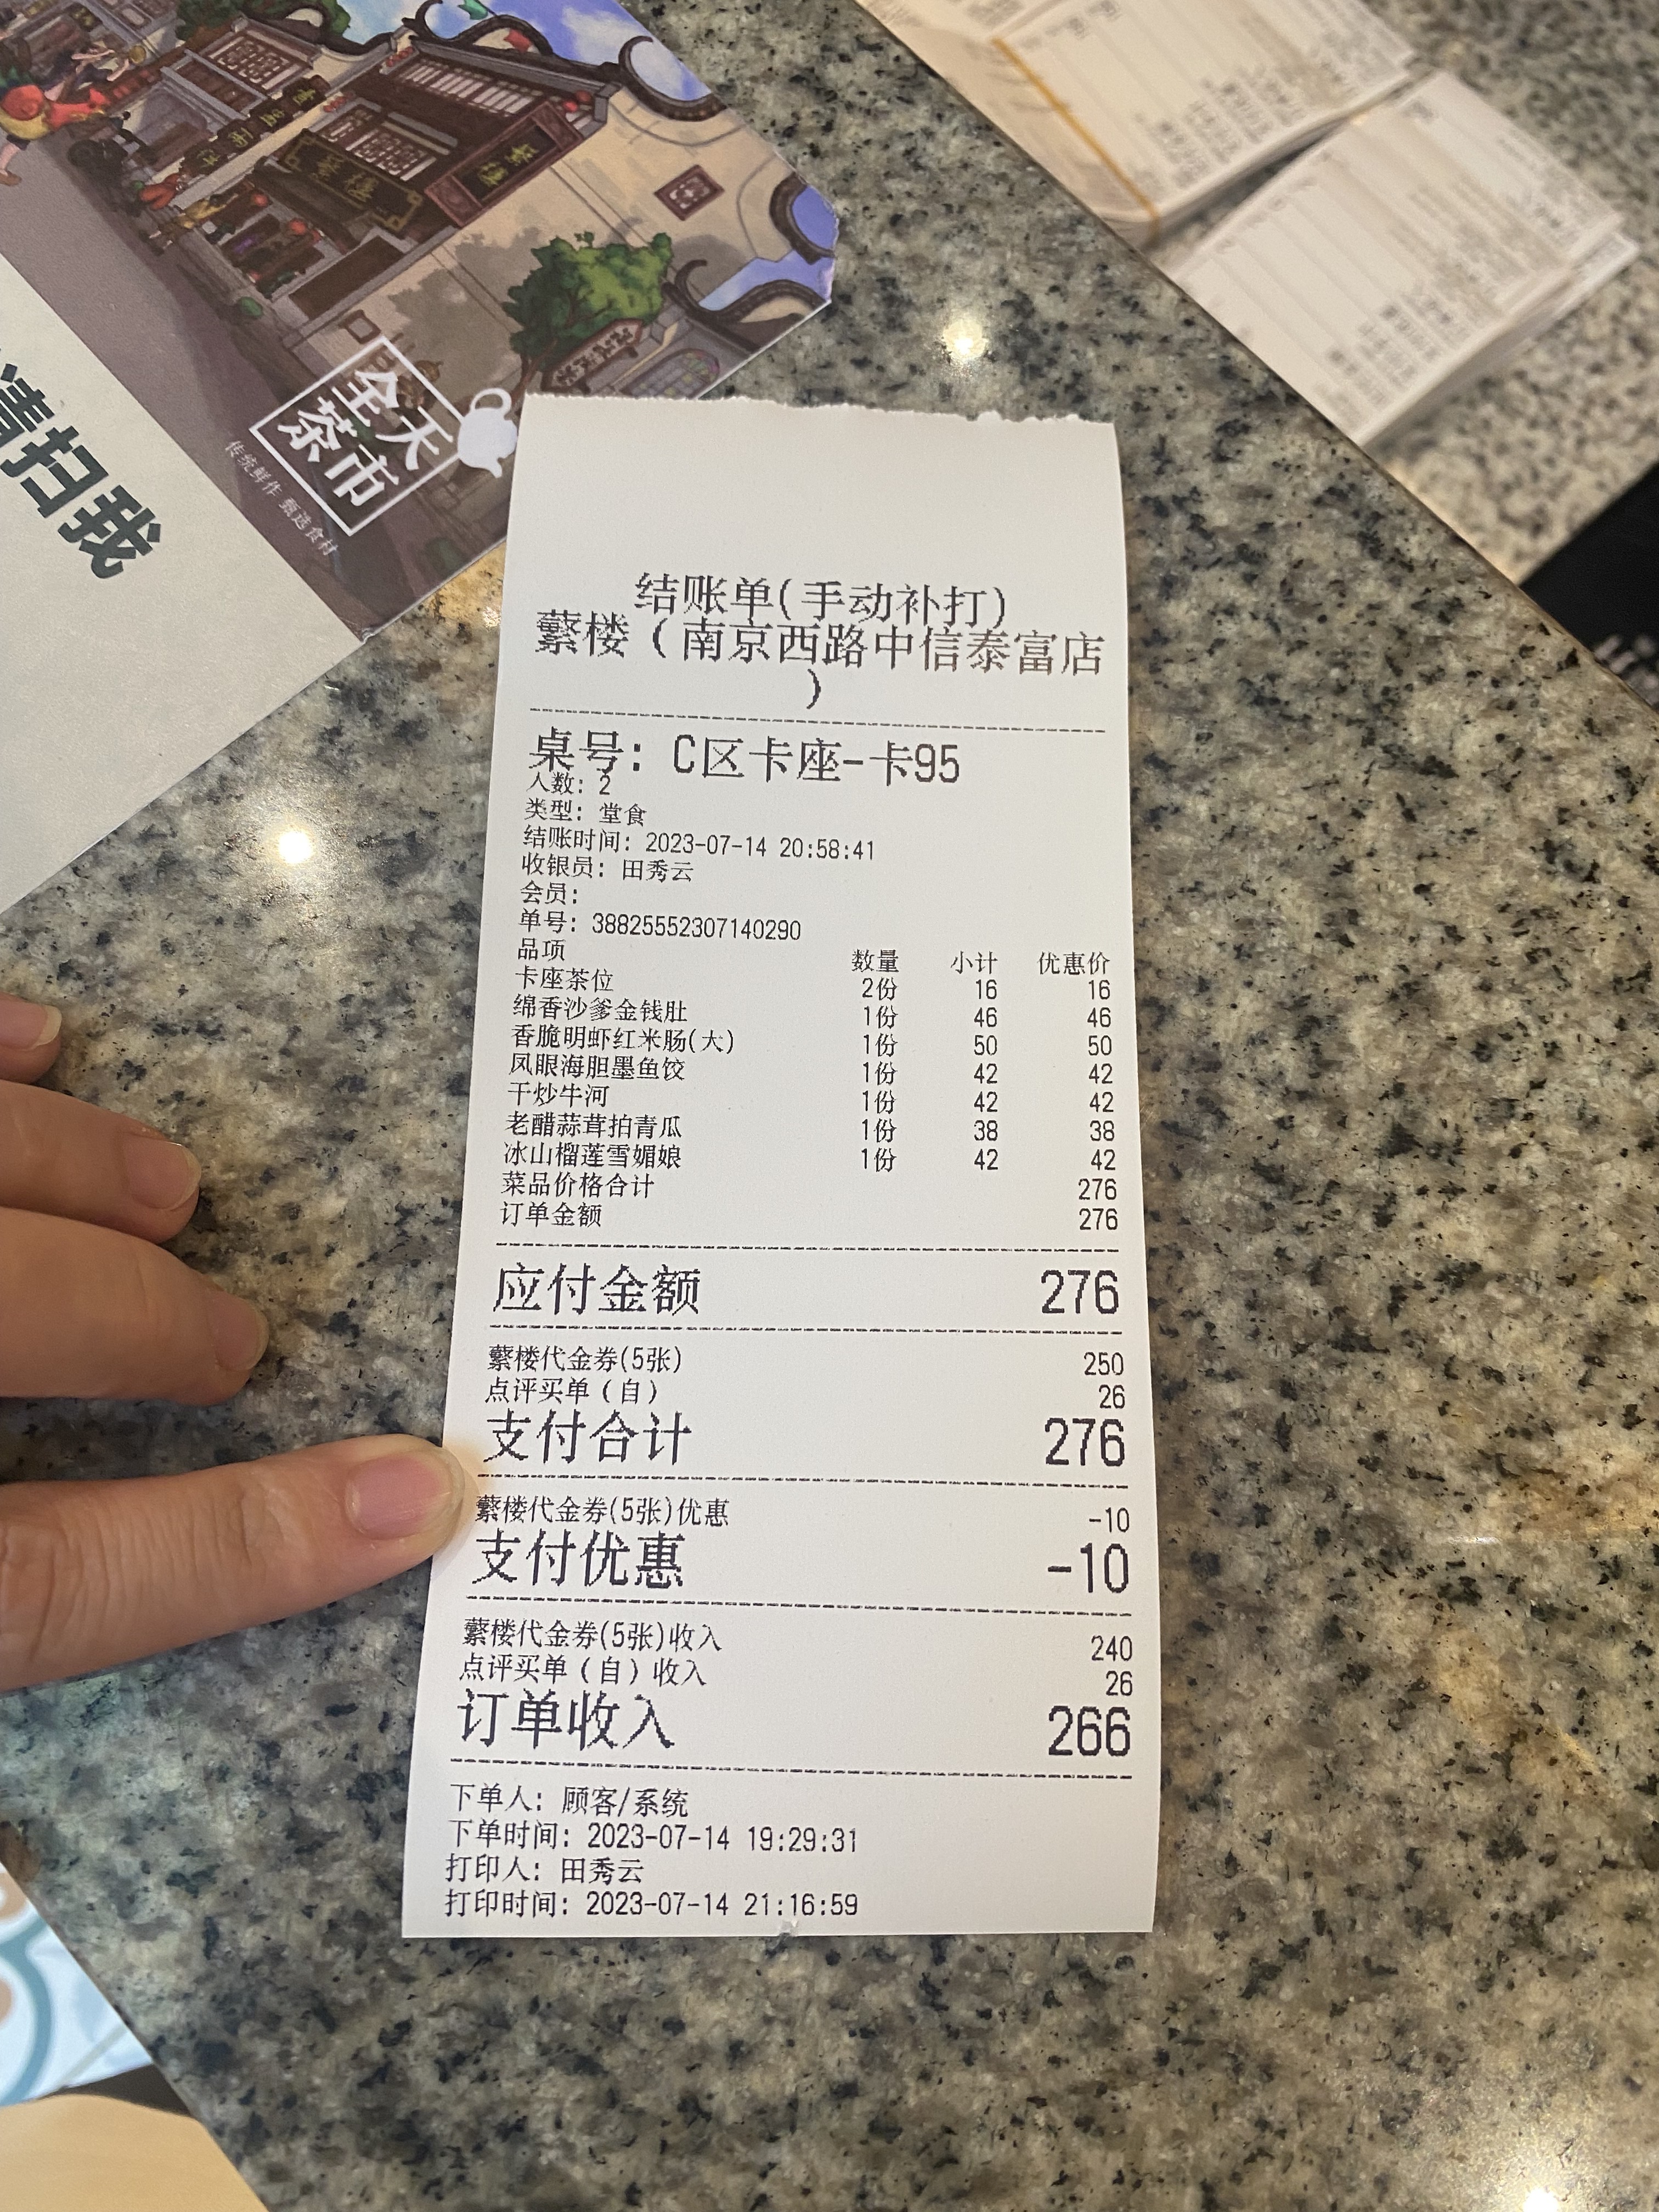 全天
茶市
传统鲜作 甄选食材
请扫我
结账单(手动补打)
蘩楼（南京西路中信泰富店
）
桌号: C区卡座-卡95
人数: 2
类型: 堂食
结账时间: 2023-07-14 20:58:41
收银员: 田秀云
会员:
单号: 38825552307140290
品项 数量 小计 优惠价
卡座茶位 2份 16 16
绵香沙爹金钱肚 1份 46 46
香脆明虾红米肠(大) 1份 50 50
凤眼海胆墨鱼饺 1份 42 42
干炒牛河 1份 42 42
老醋蒜茸拍青瓜 1份 38 38
冰山榴莲雪媚娘 1份 42 42
菜品价格合计 276
订单金额 276
应付金额 276
蘩楼代金券(5张) 250
点评买单（自） 26
支付合计 276
蘩楼代金券(5张)优惠 -10
支付优惠 -10
蘩楼代金券(5张)收入 240
点评买单（自）收入 26
订单收入 266
下单人: 顾客/系统
下单时间: 2023-07-14 19:29:31
打印人: 田秀云
打印时间: 2023-07-14 21:16:59